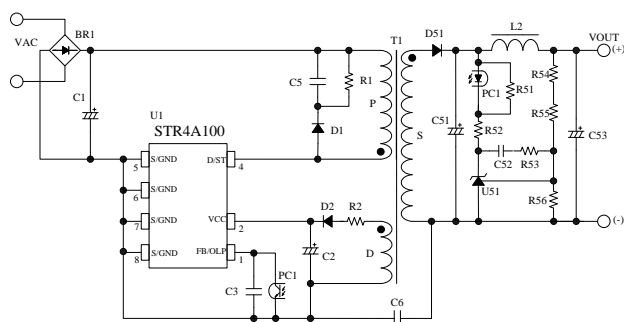 VAC
BR1
C1
U1
STR4A100
S/GND
5
S/GND
6
S/GND
7
S/GND
8
D/ST
4
VCC
2
FB/OLP
1
C5
R1
D1
T1
P
S
D
D2
R2
C2
C3
PC1
C6
D51
L2
VOUT
(+)
PC1
R51
R54
R55
R52
C51
C52
R53
C53
U51
R56
(-)